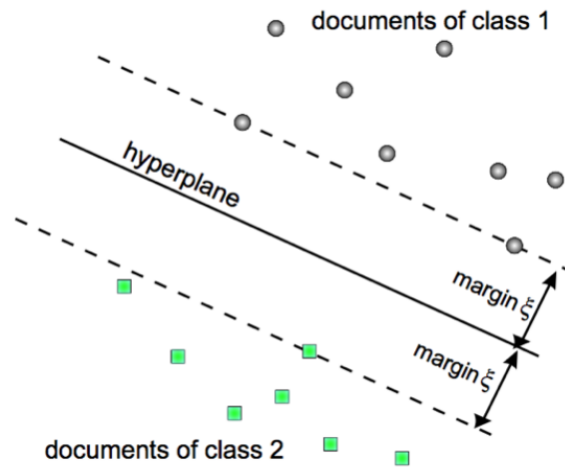 documents of class 1
hyperplane
margin ξ
margin ξ
documents of class 2